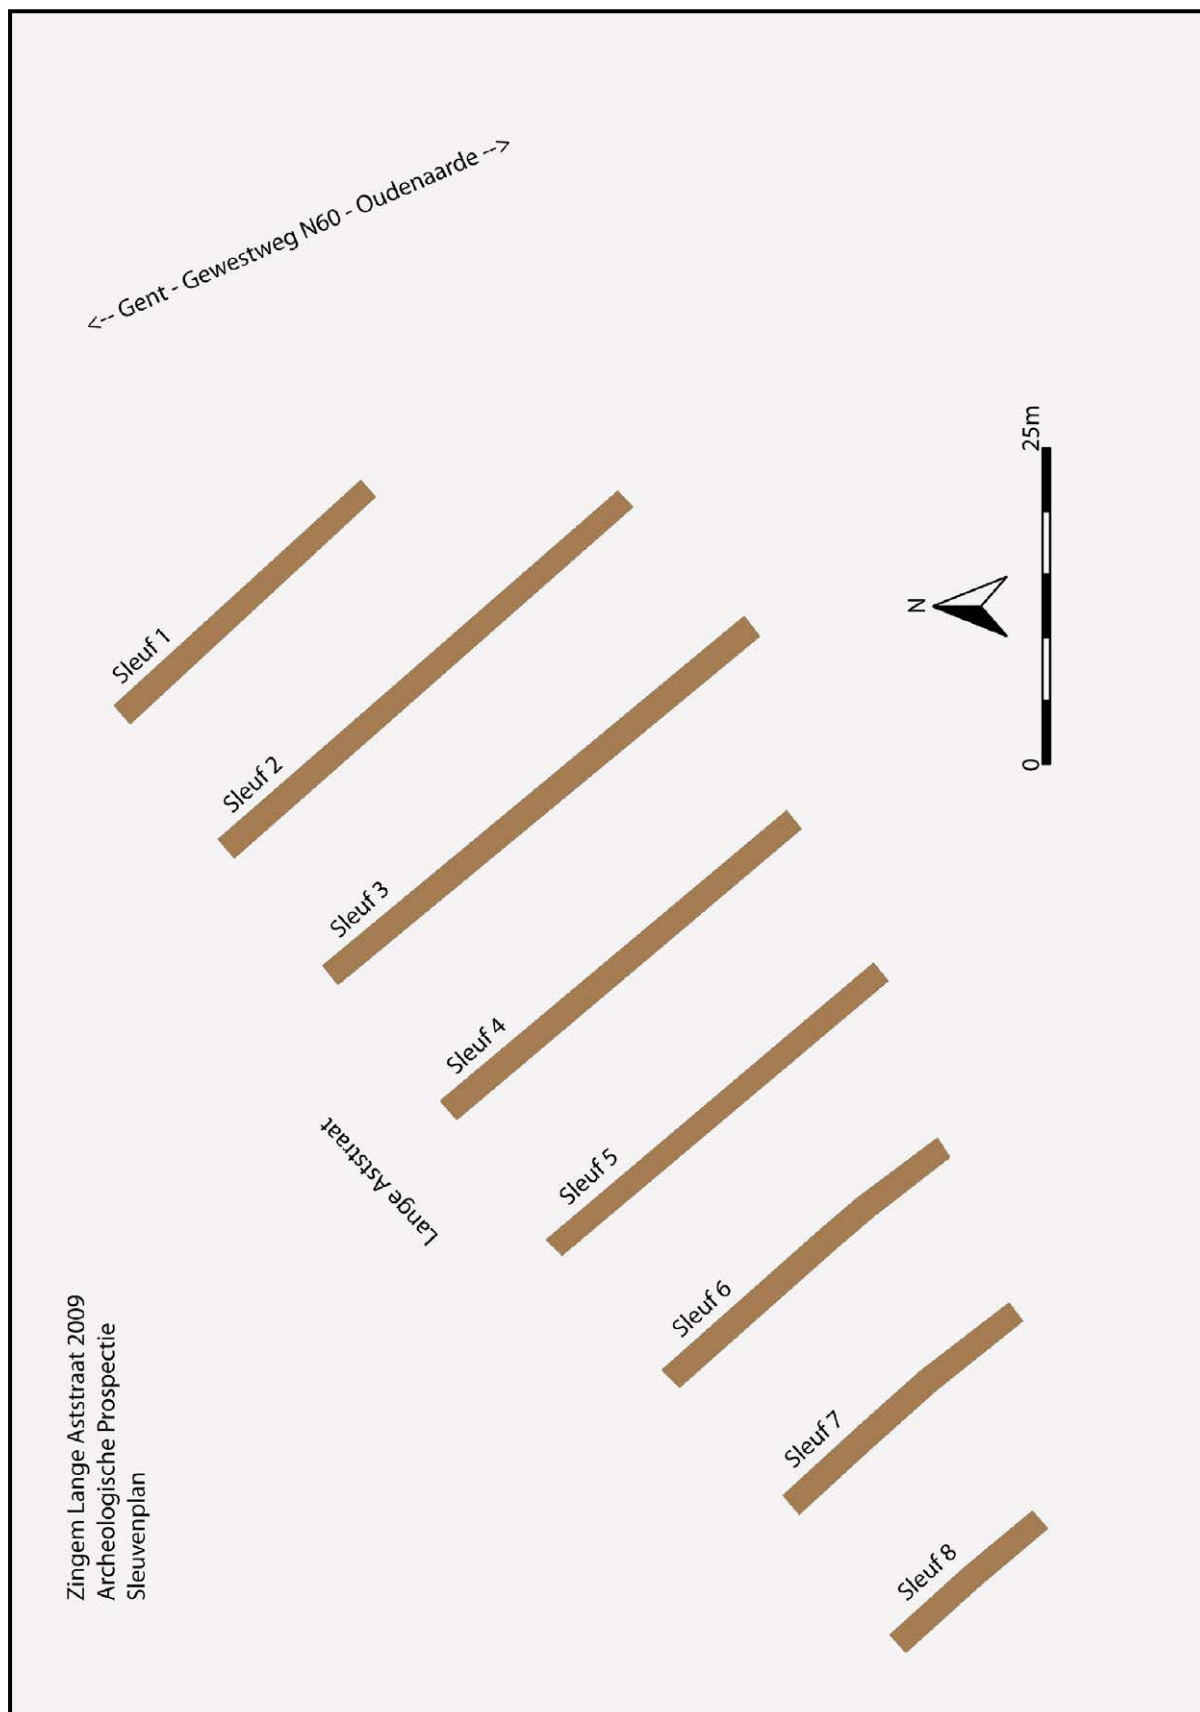 Zingem Lange Aststraat 2009
Archeologische Prospectie
Sleuvenplan
<-- Gent - Gewestweg N60 - Oudenaarde -->
Sleuf 1
Sleuf 2
Sleuf 3
Sleuf 4
Lange Aststraat
Sleuf 5
Sleuf 6
Sleuf 7
Sleuf 8
N
0
25m